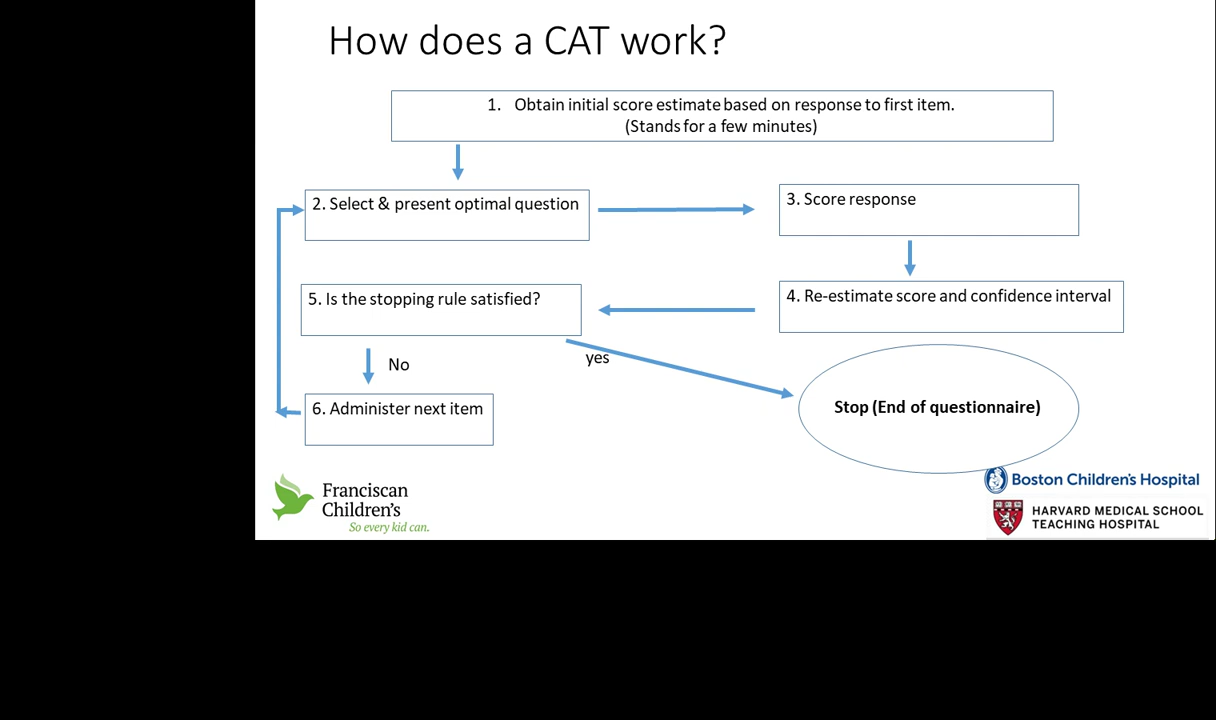 How does a CAT work?
1. Obtain initial score estimate based on response to first item.
(Stands for a few minutes)
2. Select & present optimal question
3. Score response
5. Is the stopping rule satisfied?
4. Re-estimate score and confidence interval
yes
No
Stop (End of questionnaire)
6. Administer next item
Franciscan
Children's
So every kid can.
Boston Children's Hospital
HARVARD MEDICAL SCHOOL
TEACHING HOSPITAL